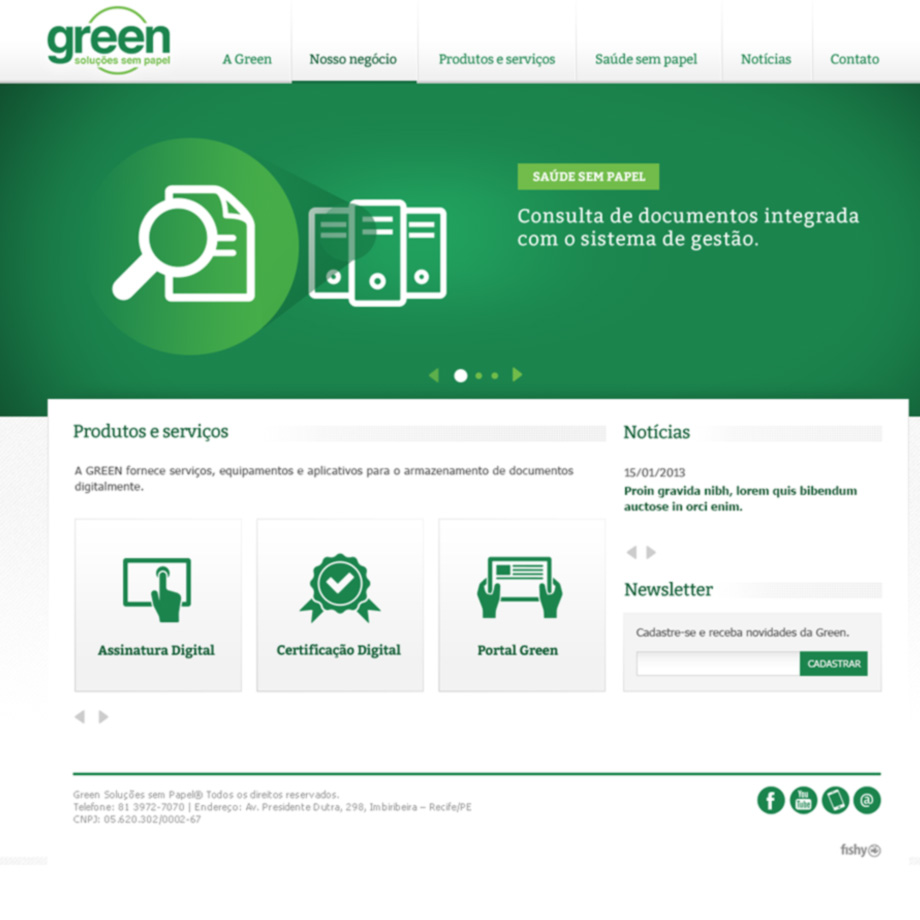 green
soluções sem papel
A Green
Nosso negócio
Produtos e serviços
Saúde sem papel
Notícias
Contato
SAÚDE SEM PAPEL
Consulta de documentos integrada
com o sistema de gestão.
Produtos e serviços
A GREEN fornece serviços, equipamentos e aplicativos para o armazenamento de documentos
digitalmente.
Assinatura Digital
Certificação Digital
Portal Green
Notícias
15/01/2013
Proin gravida nibh, lorem quis bibendum
auctose in orci enim.
Newsletter
Cadastre-se e receba novidades da Green.
CADASTRAR
Green Soluções sem Papel® Todos os direitos reservados.
Telefone: 81 3972-7070 | Endereço: Av. Presidente Dutra, 298, Imbiribeira – Recife/PE
CNPJ: 05.620.302/0002-67
f
You
Tube
@
fishy